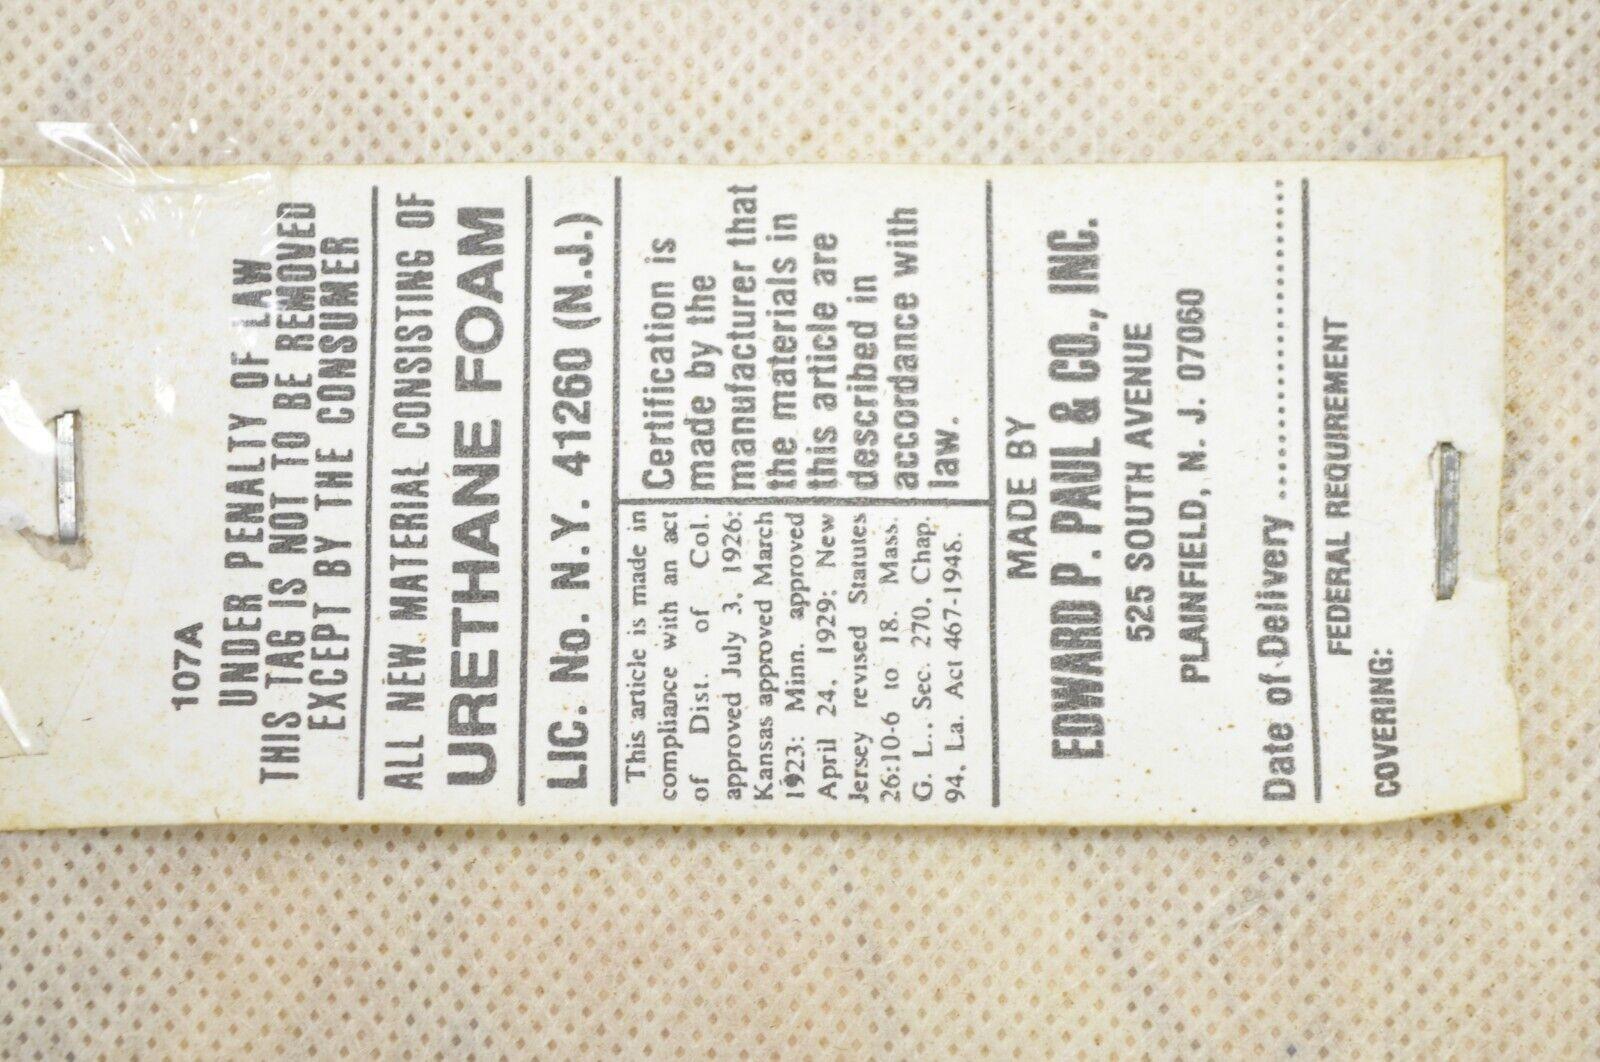 107A
UNDER PENALTY OF LAW
THIS TAG IS NOT TO BE REMOVED
EXCEPT BY THE CONSUMER
ALL NEW MATERIAL CONSISTING OF
URETHANE FOAM
LIC. No. N.Y. 41260 (N.J.)
This article is made in
compliance with an act
of Dist. of Col.
approved July 3, 1926:
Kansas approved March
1923: Minn. approved
April 24, 1929: New
Jersey revised Statutes
26:10-6 to 18. Mass.
G. L., Sec. 270, Chap.
94, La. Act 467-1948.
Certification is
made by the
manufacturer that
the materials in
this article are
described in
accordance with
law.
MADE BY
EDWARD P. PAUL & CO., INC.
525 SOUTH AVENUE
PLAINFIELD, N. J. 07060
Date of Delivery ..............................
FEDERAL REQUIREMENT
COVERING: